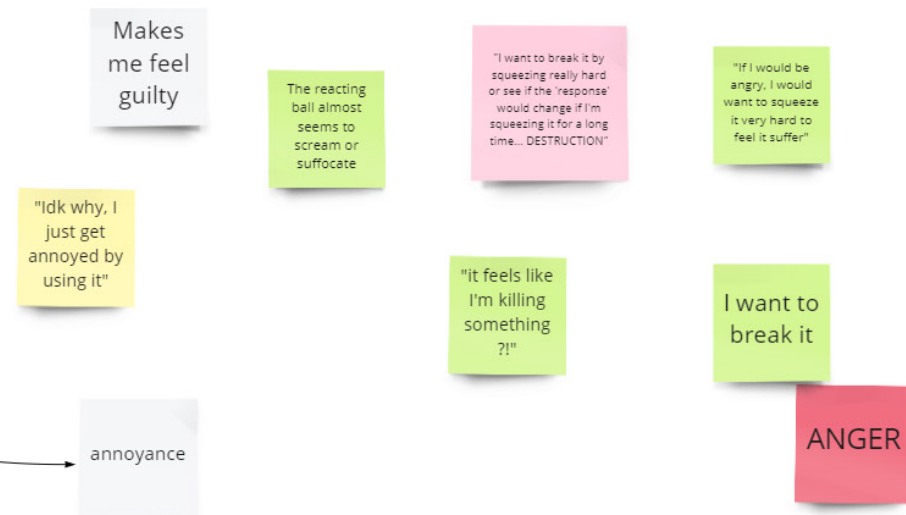 Makes
me feel
guilty
The reacting
ball almost
seems to
scream or
suffocate
"I want to break it by
squeezing really hard
or see if the 'response'
would change if I'm
squeezing it for a long
time... DESTRUCTION"
"If I would be
angry, I would
want to squeeze
it very hard to
feel it suffer"
"Idk why, I
just get
annoyed by
using it"
"it feels like
I'm killing
something
?!"
I want to
break it
annoyance
ANGER